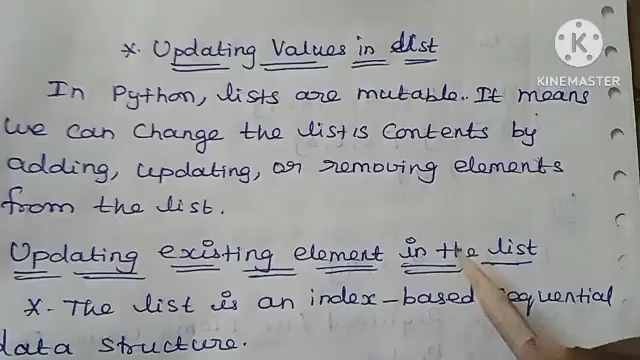 * Updating Values in list
In Python, lists are mutable. It means
we can change the list's contents by
adding, updating, or removing elements
from the list.
Updating existing element in the list
* The list is an index-based sequential
data structure.
KINEMASTER